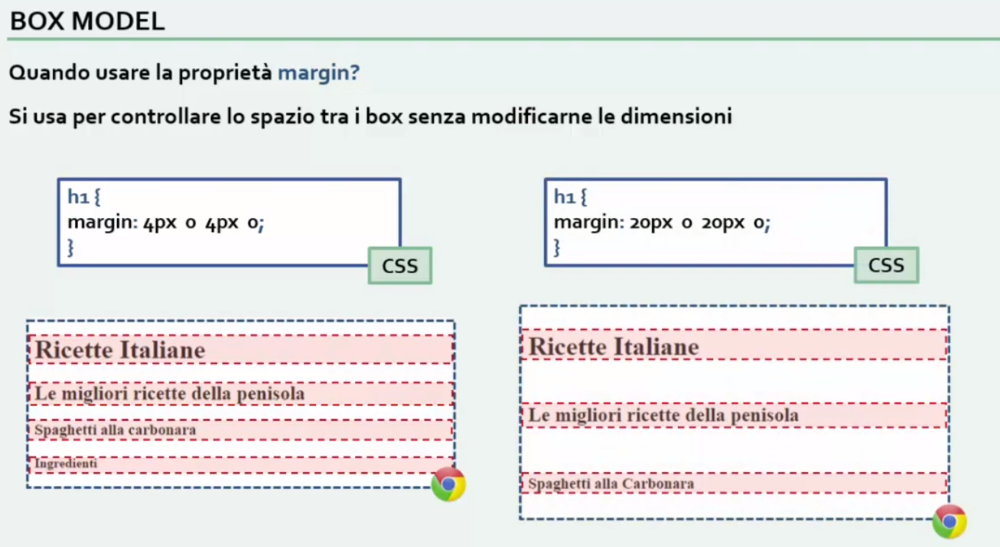 BOX MODEL
Quando usare la proprietà margin?
Si usa per controllare lo spazio tra i box senza modificarne le dimensioni
h1 {
margin: 4px 0 4px 0;
}
CSS
h1 {
margin: 20px 0 20px 0;
}
CSS
Ricette Italiane
Le migliori ricette della penisola
Spaghetti alla carbonara
Ingredienti
Ricette Italiane
Le migliori ricette della penisola
Spaghetti alla Carbonara